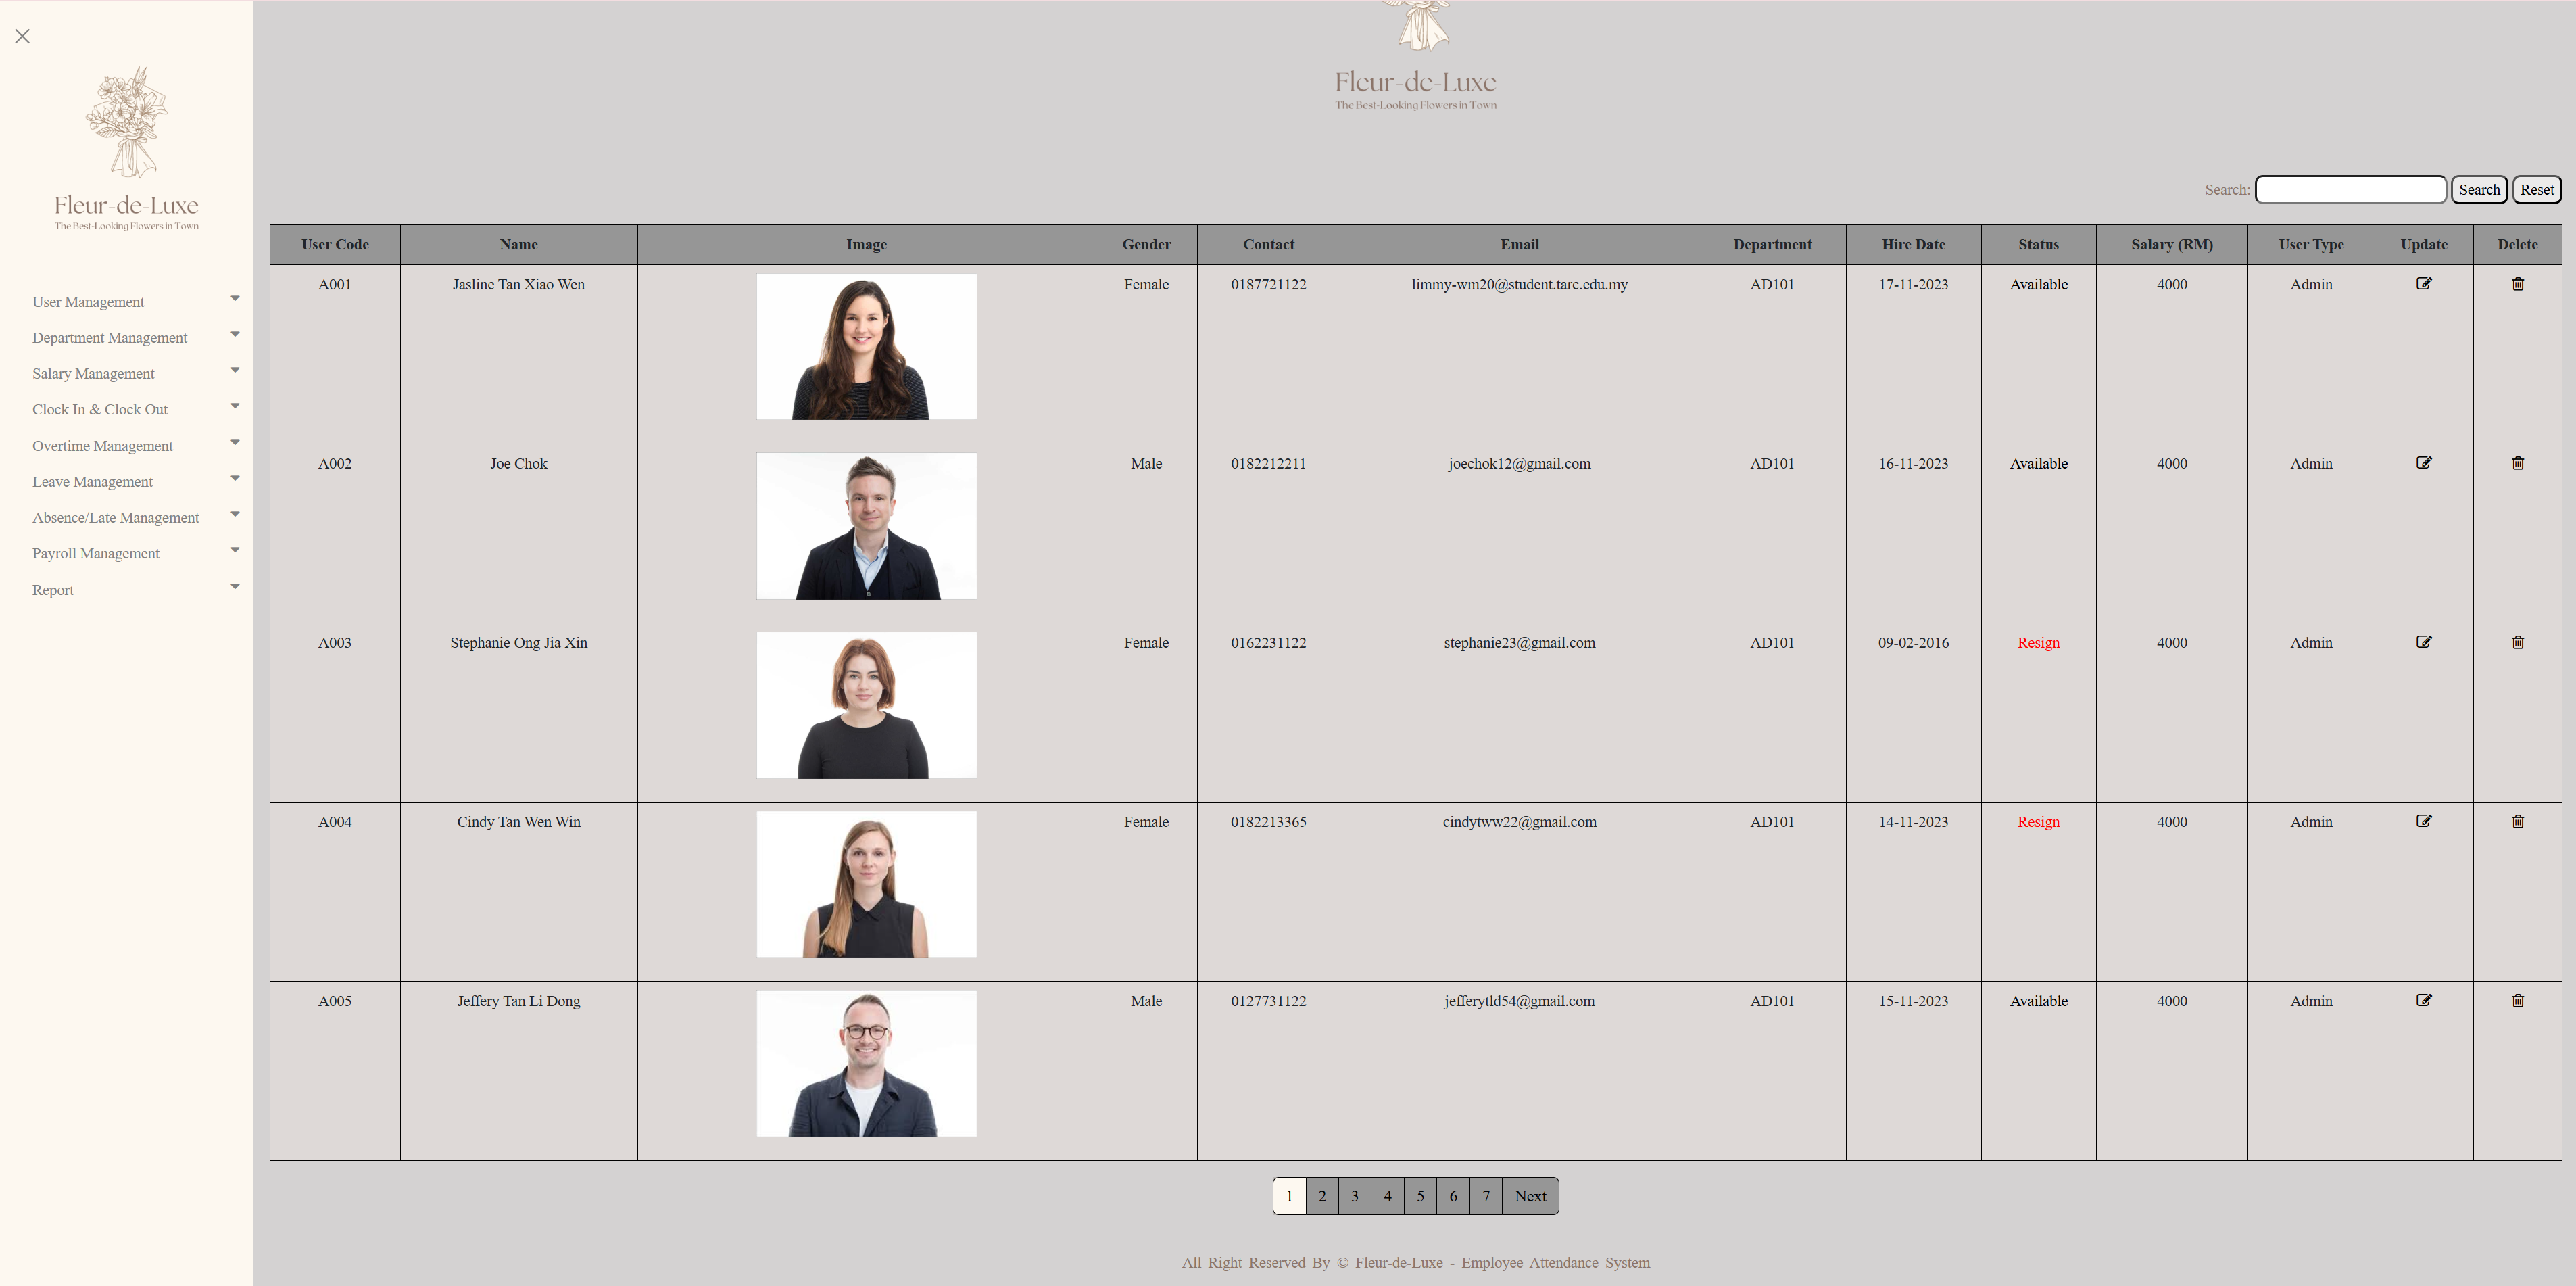 Fleur-de-Luxe
The Best-Looking Flowers in Town
User Management
Department Management
Salary Management
Clock In & Clock Out
Overtime Management
Leave Management
Absence/Late Management
Payroll Management
Report
Fleur-de-Luxe
The Best-Looking Flowers in Town
Search: Search Reset
User Code Name Image Gender Contact Email Department Hire Date Status Salary (RM) User Type Update Delete
A001 Jasline Tan Xiao Wen Female 0187721122 limmy-wm20@student.tarc.edu.my AD101 17-11-2023 Available 4000 Admin
A002 Joe Chok Male 0182212211 joechok12@gmail.com AD101 16-11-2023 Available 4000 Admin
A003 Stephanie Ong Jia Xin Female 0162231122 stephanie23@gmail.com AD101 09-02-2016 Resign 4000 Admin
A004 Cindy Tan Wen Win Female 0182213365 cindytww22@gmail.com AD101 14-11-2023 Resign 4000 Admin
A005 Jeffery Tan Li Dong Male 0127731122 jefferytld54@gmail.com AD101 15-11-2023 Available 4000 Admin
1 2 3 4 5 6 7 Next
All Right Reserved By © Fleur-de-Luxe - Employee Attendance System